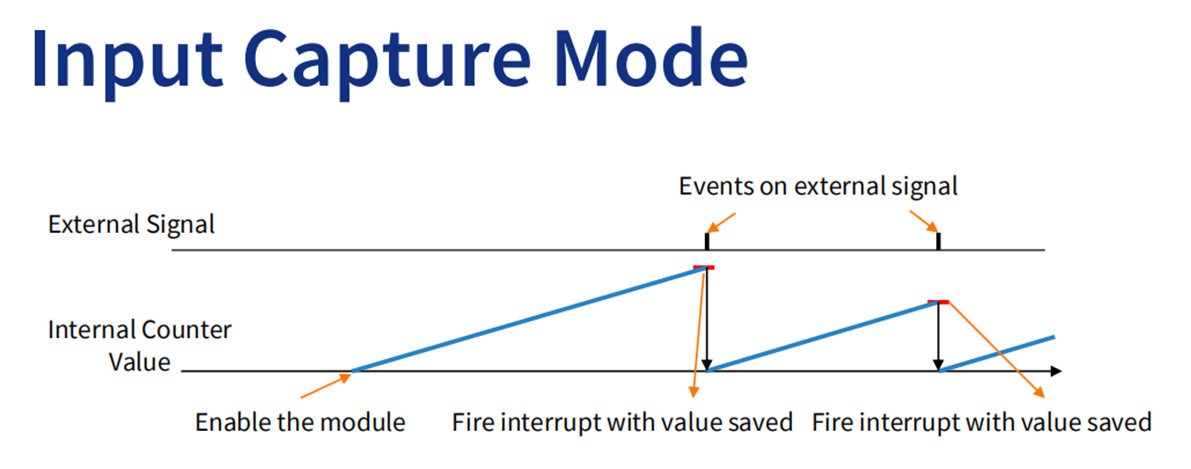 Input Capture Mode
Events on external signal
External Signal
Internal Counter
Value
Enable the module
Fire interrupt with value saved
Fire interrupt with value saved